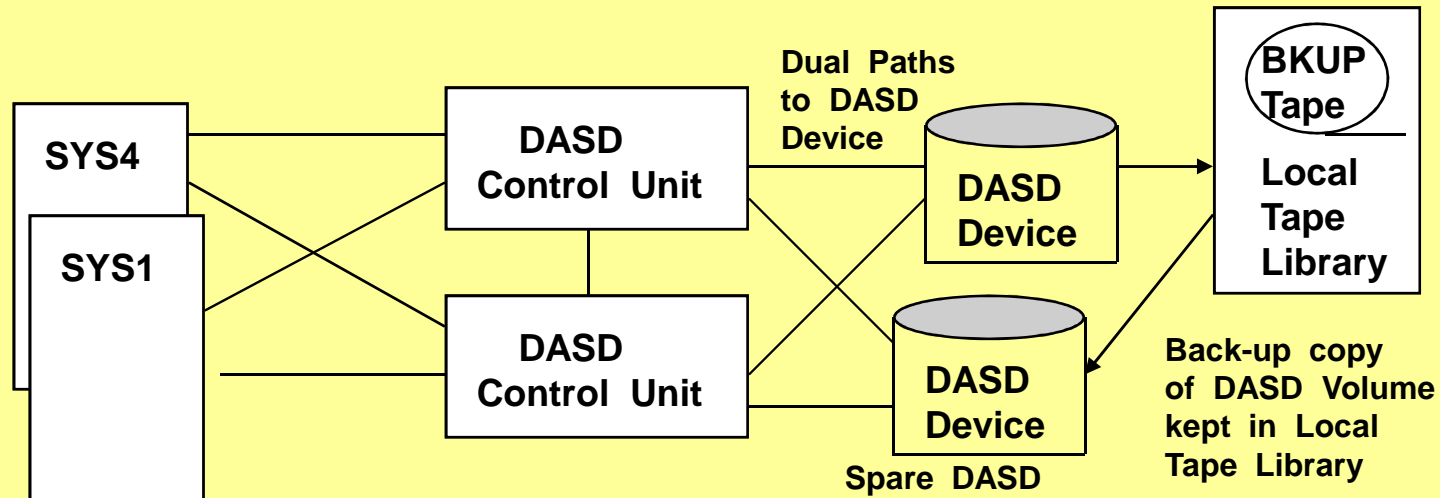 SYS4
SYS1
DASD
Control Unit
DASD
Control Unit
Dual Paths
to DASD
Device
DASD
Device
DASD
Device
Spare DASD
BKUP
Tape
Local
Tape
Library
Back-up copy
of DASD Volume
kept in Local
Tape Library